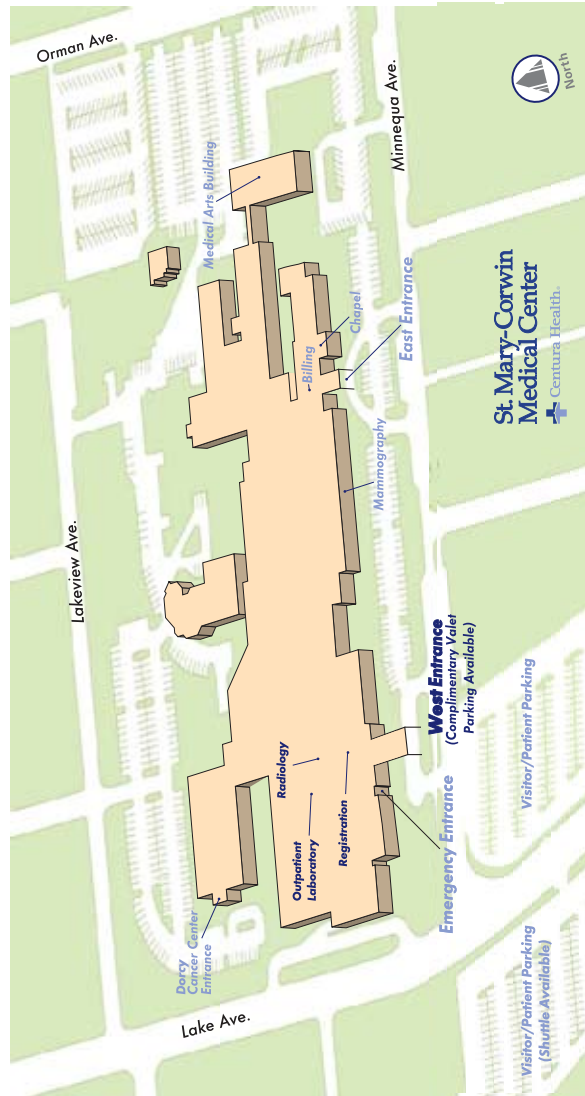 Orman Ave.
Minnequa Ave.
North
Medical Arts Building
St. Mary-Corwin
Medical Center
Centura Health®
Chapel
East Entrance
Billing
Mammography
Lakeview Ave.
West Entrance
(Complimentary Valet
Parking Available)
Visitor/Patient Parking
Radiology
Registration
Outpatient
Laboratory
Emergency Entrance
Dorcy
Cancer Center
Entrance
Lake Ave.
Visitor/Patient Parking
(Shuttle Available)